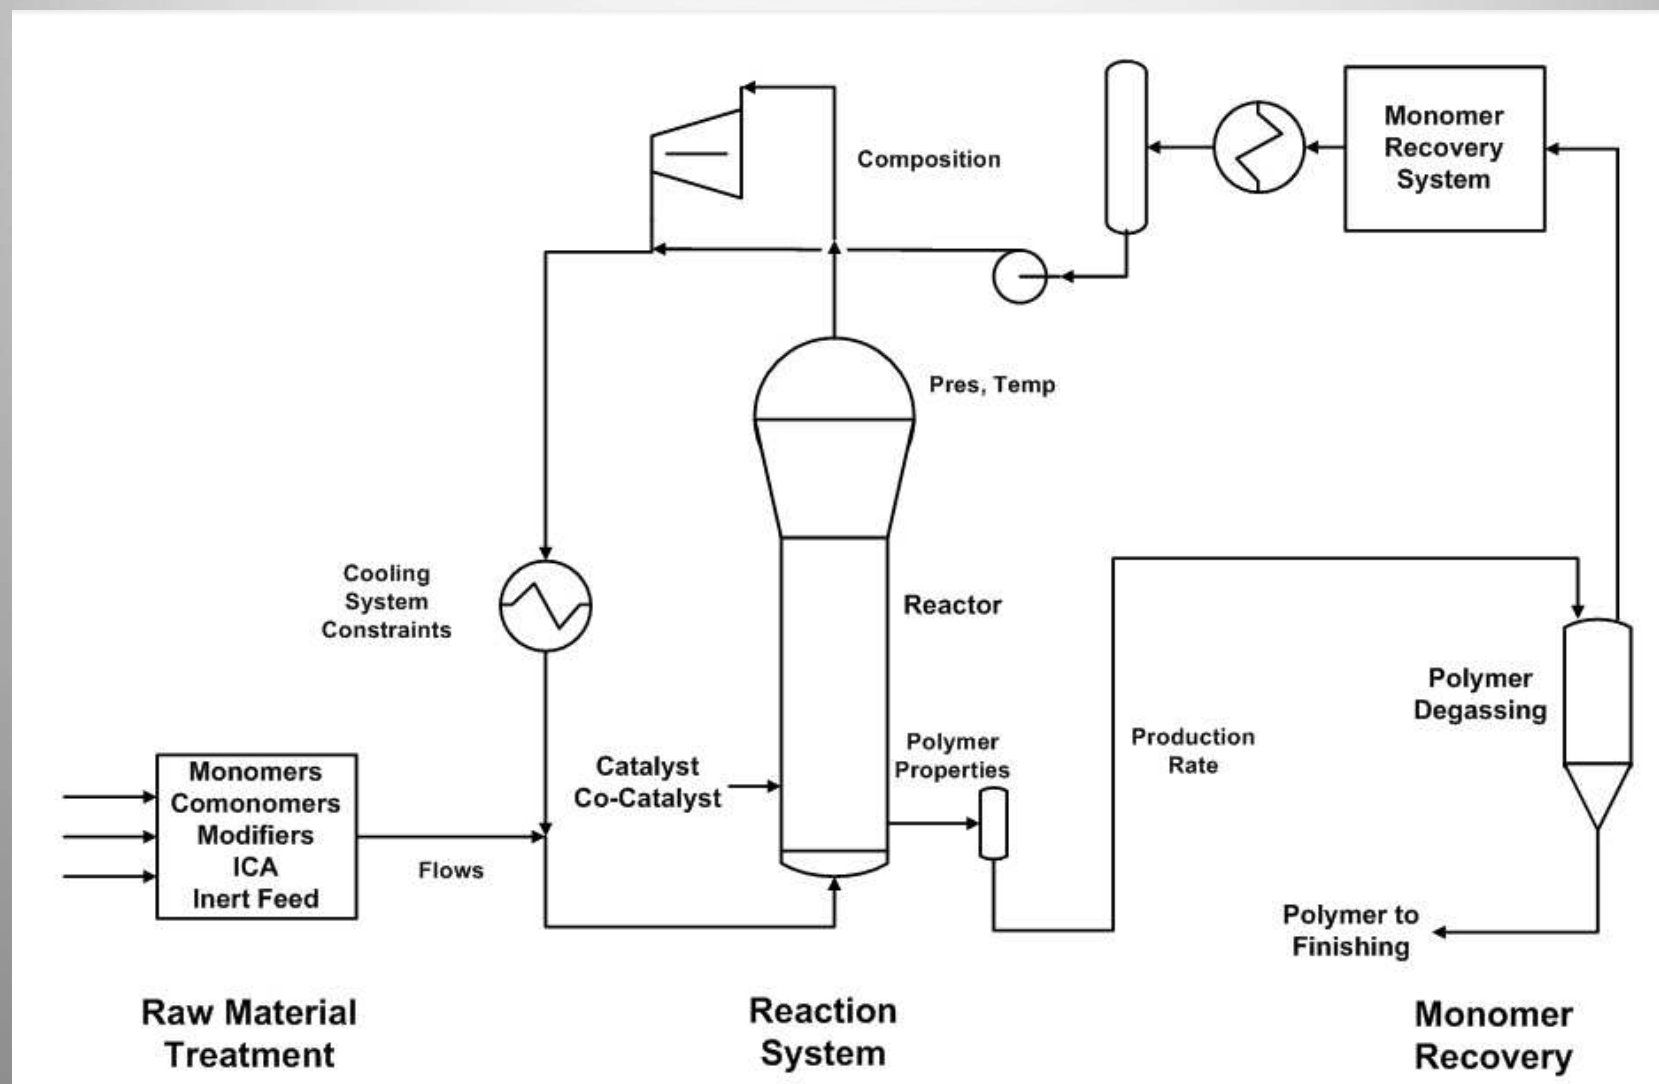 Monomer
Recovery
System
Composition
Pres, Temp
Cooling
System
Constraints
Reactor
Polymer
Degassing
Polymer
Properties
Production
Rate
Catalyst
Co-Catalyst
Monomers
Comonomers
Modifiers
ICA
Inert Feed
Flows
Polymer to
Finishing
Raw Material
Treatment
Reaction
System
Monomer
Recovery